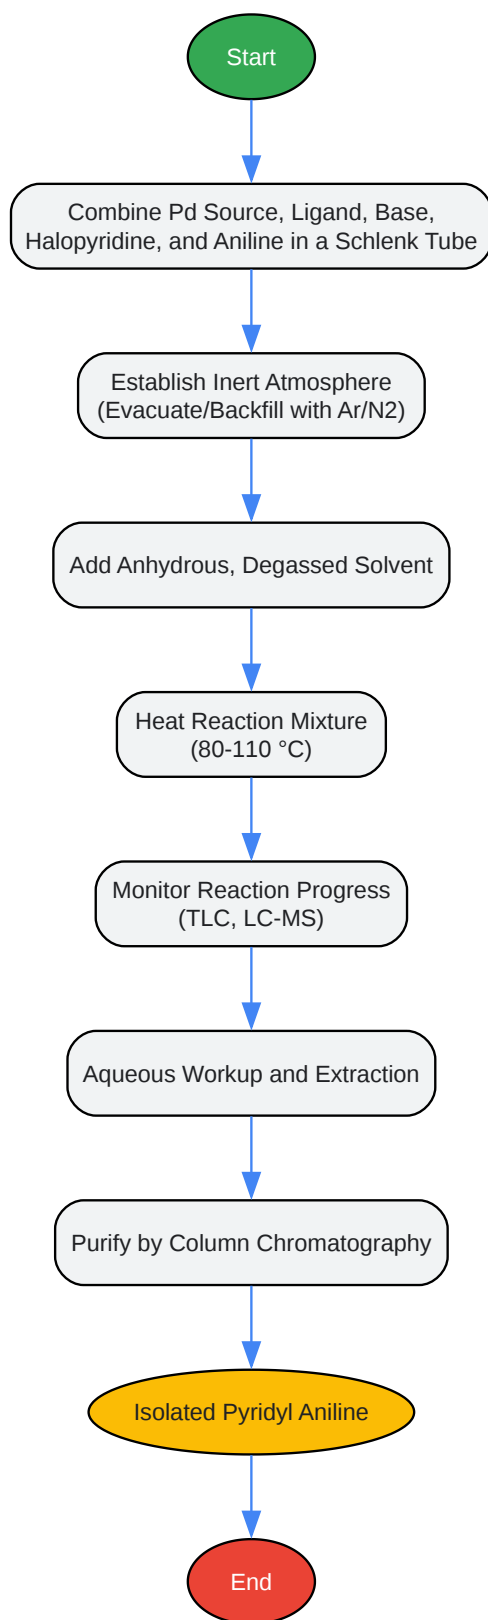 Start
Combine Pd Source, Ligand, Base,
Halopyridine, and Aniline in a Schlenk Tube
Establish Inert Atmosphere
(Evacuate/Backfill with Ar/N2)
Add Anhydrous, Degassed Solvent
Heat Reaction Mixture
(80-110 °C)
Monitor Reaction Progress
(TLC, LC-MS)
Aqueous Workup and Extraction
Purify by Column Chromatography
Isolated Pyridyl Aniline
End